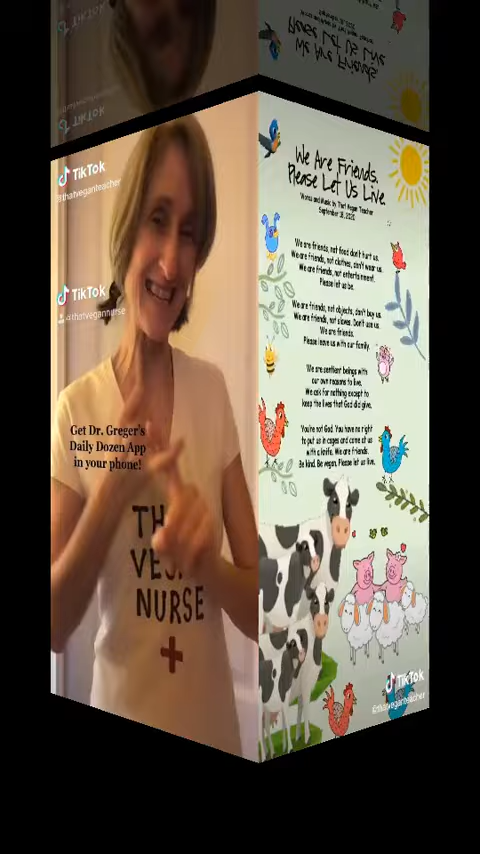 TikTok
@thatveganteacher
TikTok
@thatvegannurse
Get Dr. Greger's
Daily Dozen App
in your phone!
TH
VE
NURSE
We Are Friends.
Please Let Us Live.
Words and Music by That Vegan Teacher
September 18, 2020
We are friends, not food don't hurt us.
We are friends, not clothes, don't wear us.
We are friends, not entertainment.
Please let us be.
We are friends, not objects, don't buy us.
We are friends, not slaves. Don't use us.
We are friends.
Please leave us with our family.
We are sentient beings with
our own reasons to live.
We ask for nothing except to
keep the lives that God did give.
You're not God. You have no right
to put us in cages and come at us
with a knife. We are friends.
Be kind. Be vegan. Please let us live.
TikTok
@thatveganteacher